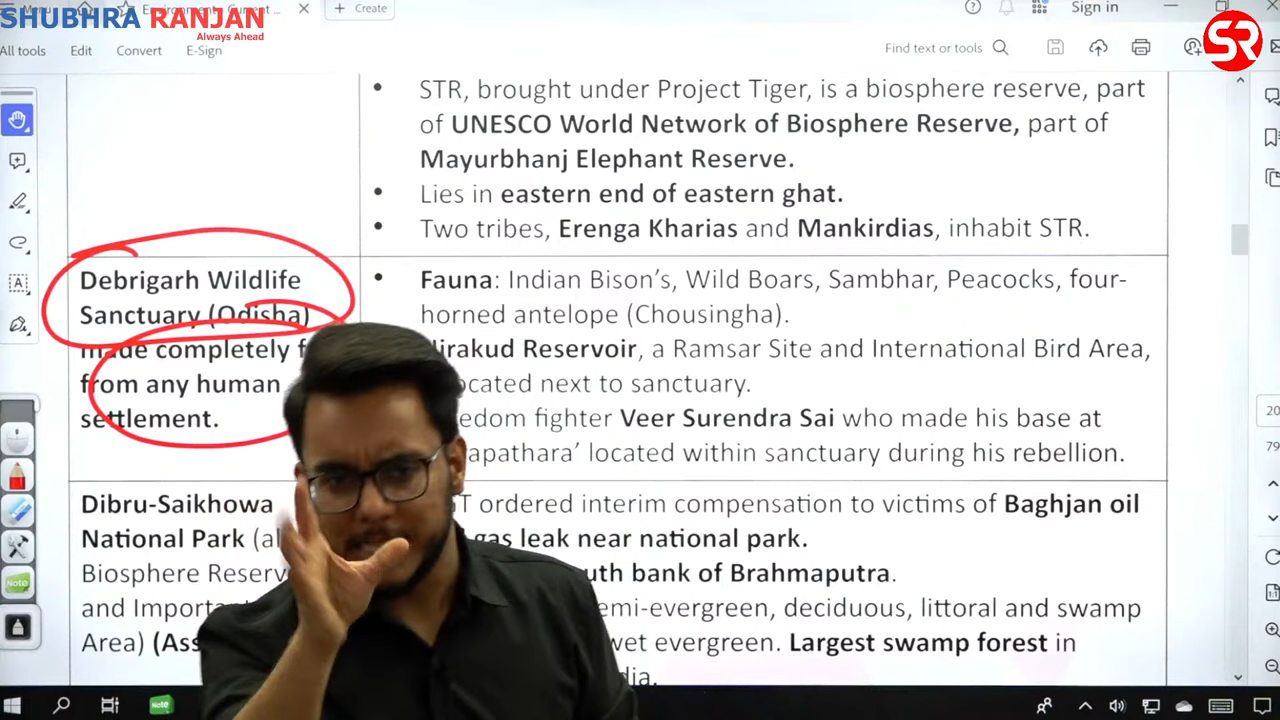 SHUBHRA RANJAN
Always Ahead
Create
Sign in
SR
All tools Edit Convert E-Sign
Find text or tools
• STR, brought under Project Tiger, is a biosphere reserve, part
of UNESCO World Network of Biosphere Reserve, part of
Mayurbhanj Elephant Reserve.
• Lies in eastern end of eastern ghat.
• Two tribes, Erenga Kharias and Mankirdias, inhabit STR.
Debrigarh Wildlife
Sanctuary (Odisha)
made completely
from any human
settlement.
• Fauna: Indian Bison's, Wild Boars, Sambhar, Peacocks, four-
horned antelope (Chousingha).
Reservoir, a Ramsar Site and International Bird Area,
located next to sanctuary.
fighter Veer Surendra Sai who made his base at
located within sanctuary during his rebellion.
Dibru-Saikhowa
National Park
Biosphere
and
Area)
ordered interim compensation to victims of Baghjan oil
gas leak near national park.
bank of Brahmaputra.
deciduous, littoral and swamp
wet evergreen. Largest swamp forest in
20
79
Note
Note